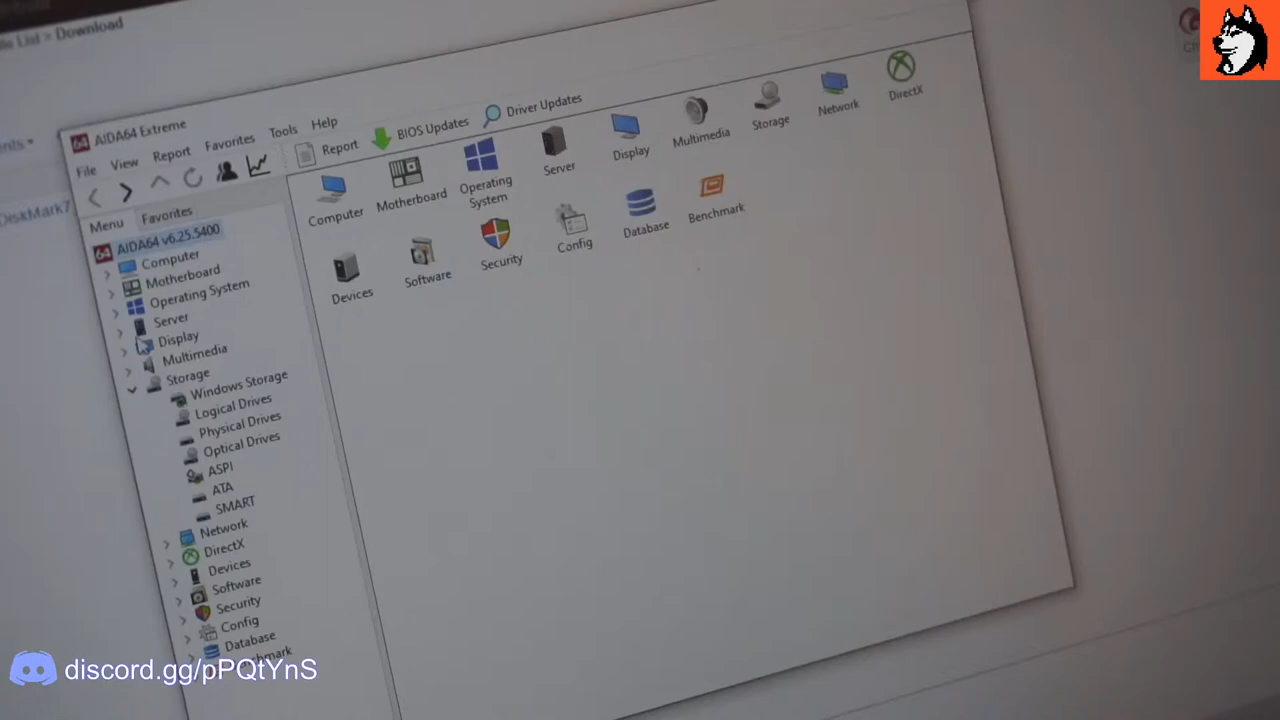 List > Download
DiskMark7
AIDA64 Extreme
File View Report Favorites Tools Help
Report BIOS Updates Driver Updates
Menu Favorites
AIDA64 v6.25.5400
Computer
Motherboard
Operating System
Server
Display
Multimedia
Storage
Windows Storage
Logical Drives
Physical Drives
Optical Drives
ASPI
ATA
SMART
Network
DirectX
Devices
Software
Security
Config
Database
Computer
Motherboard
Operating
System
Server
Display
Multimedia
Storage
Network
DirectX
Devices
Software
Security
Config
Database
Benchmark
discord.gg/pPQtYnS